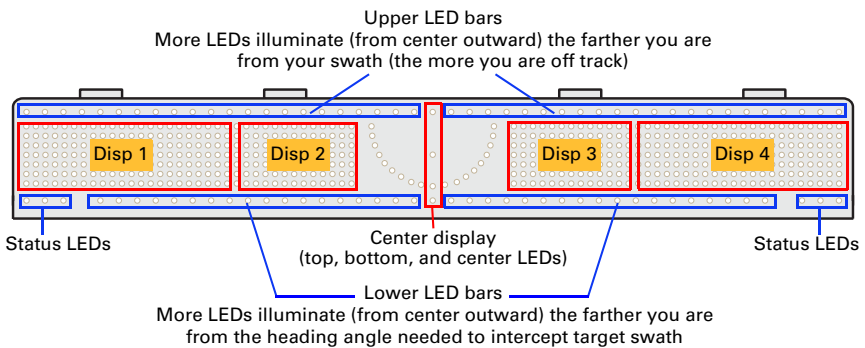 Upper LED bars
More LEDs illuminate (from center outward) the farther you are
from your swath (the more you are off track)
Disp 1
Disp 2
Disp 3
Disp 4
Status LEDs
Center display
(top, bottom, and center LEDs)
Status LEDs
Lower LED bars
More LEDs illuminate (from center outward) the farther you are
from the heading angle needed to intercept target swath